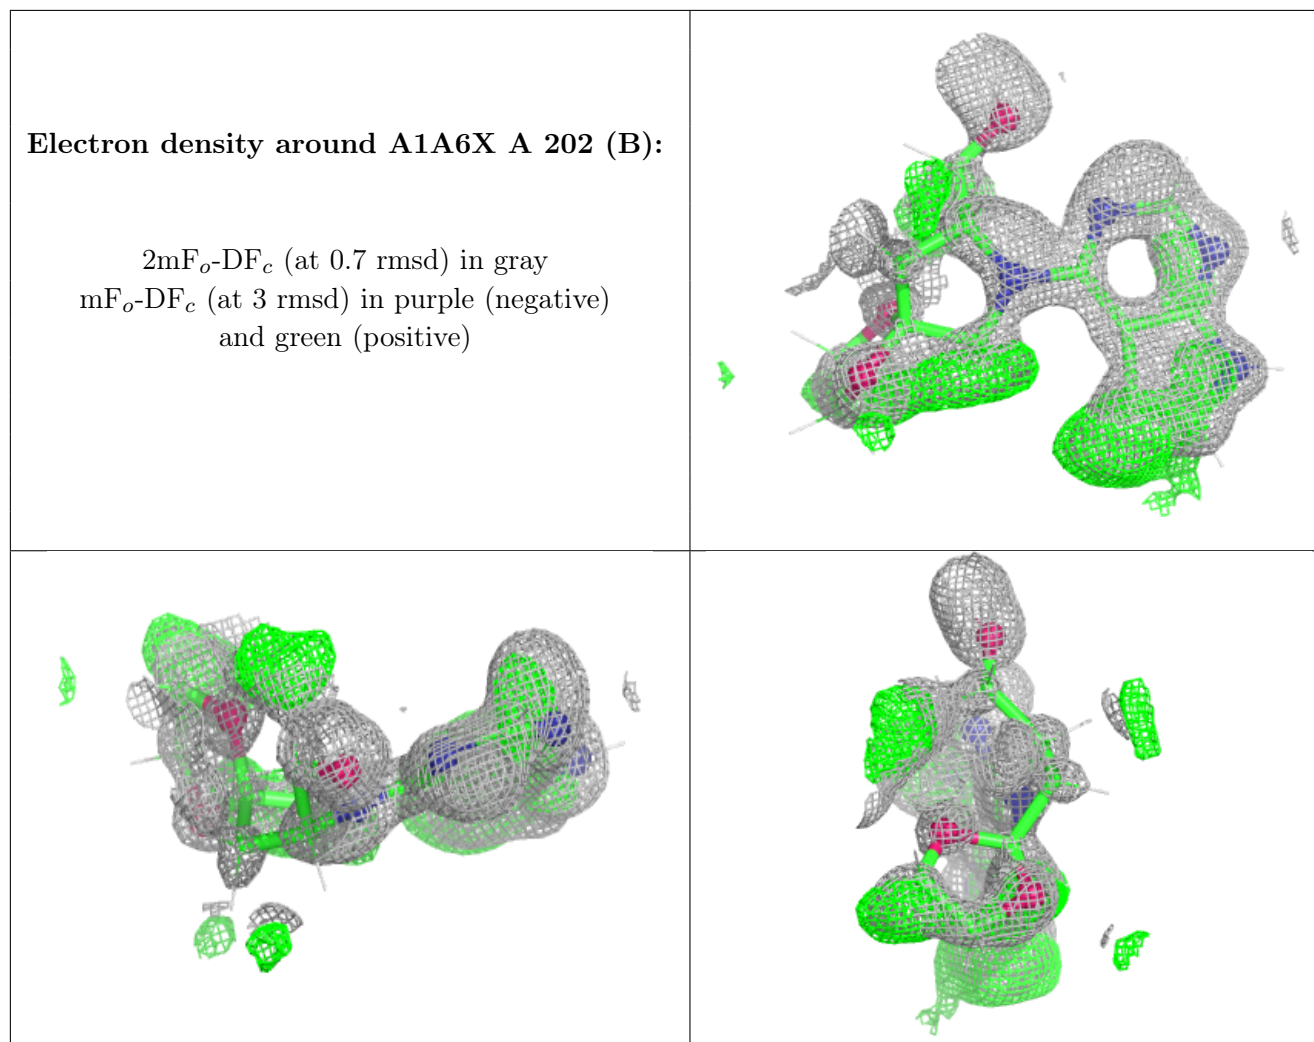 Electron density around A1A6X A 202 (B):
2mFo-DFc (at 0.7 rmsd) in gray
mFo-DFc (at 3 rmsd) in purple (negative)
and green (positive)